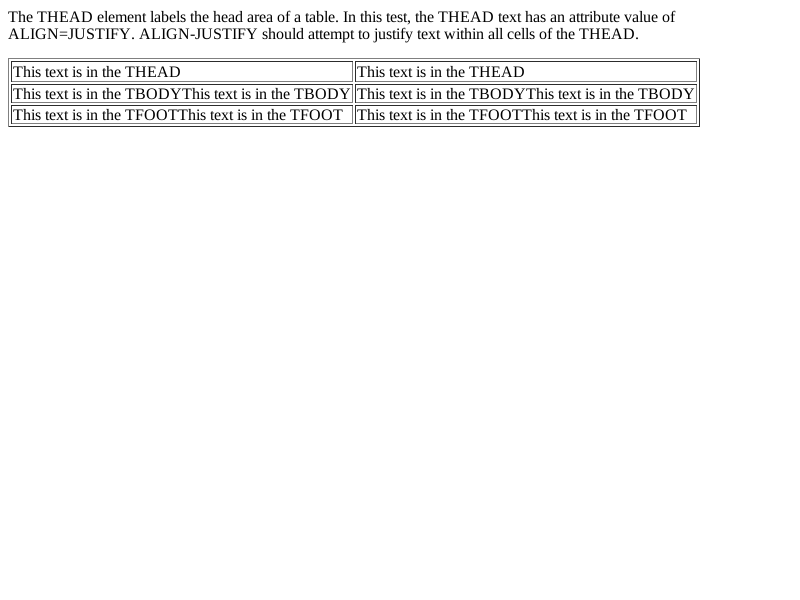 The THEAD element labels the head area of a table. In this test, the THEAD text has an attribute value of
ALIGN=JUSTIFY. ALIGN-JUSTIFY should attempt to justify text within all cells of the THEAD.
This text is in the THEAD This text is in the THEAD
This text is in the TBODYThis text is in the TBODY This text is in the TBODYThis text is in the TBODY
This text is in the TFOOTThis text is in the TFOOT This text is in the TFOOTThis text is in the TFOOT